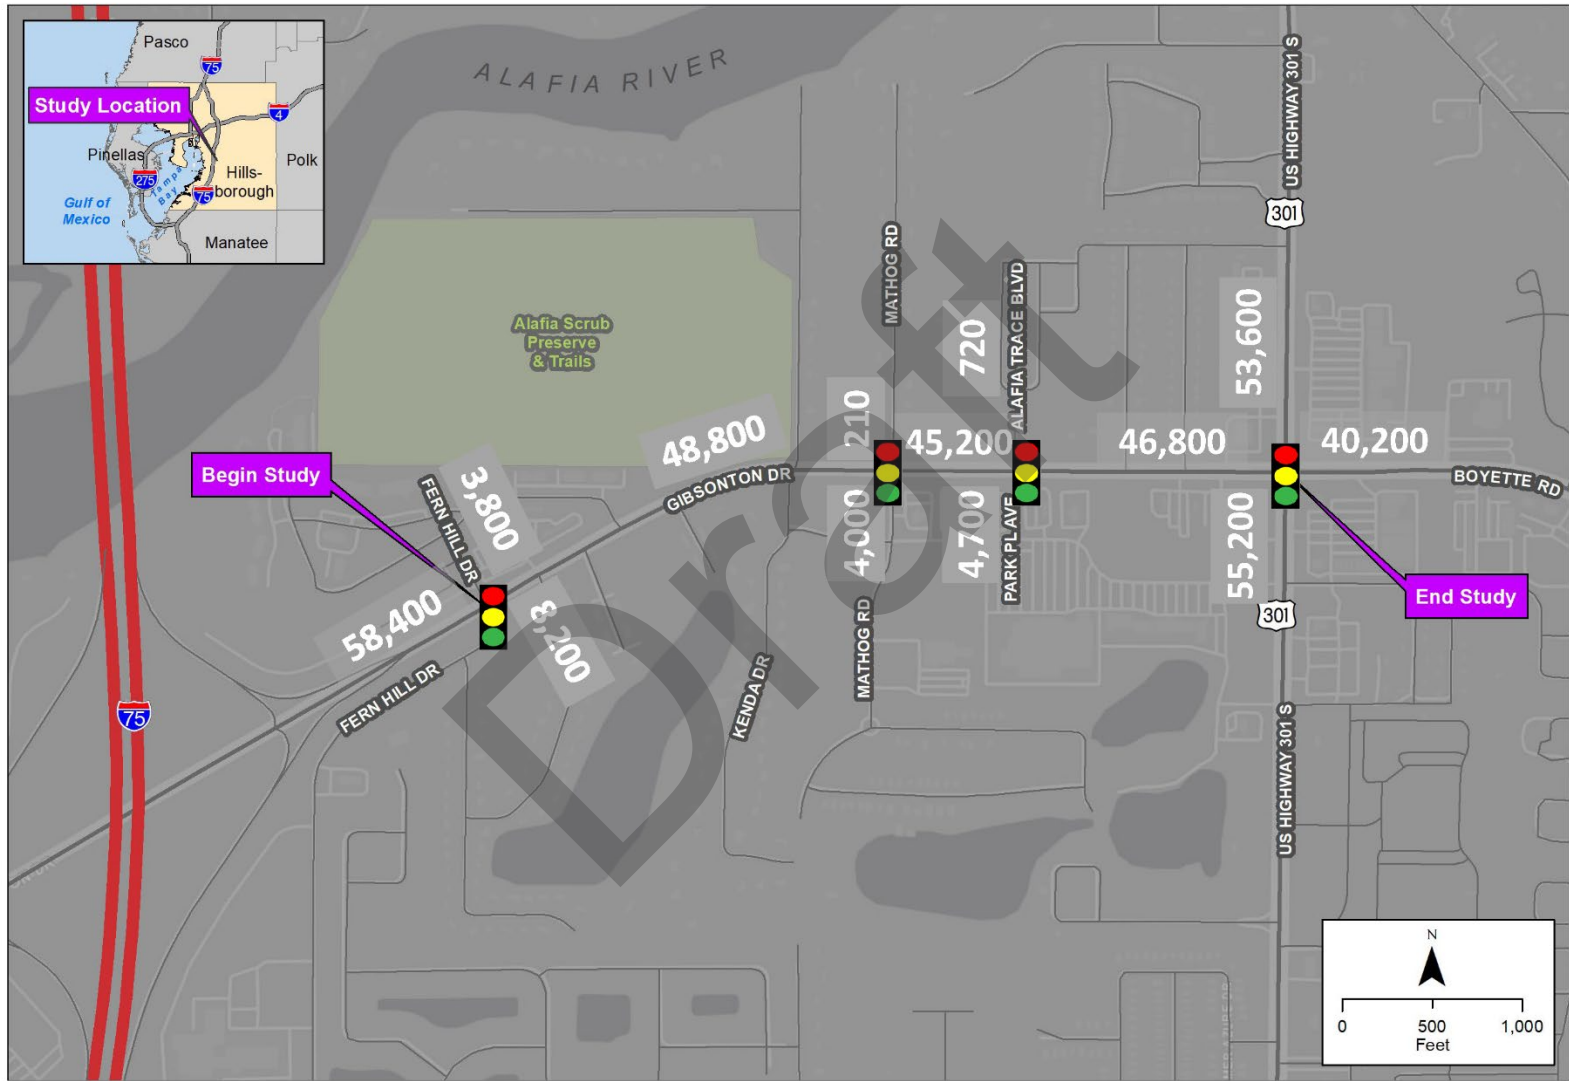 Pasco
75
Study Location
4
Pinellas
Polk
275
Tampa
Bay
Hills-
borough
75
Gulf of
Mexico
Manatee
ALAFIA RIVER
US HIGHWAY 301 S
301
MATHOG RD
ALAFIA TRACE BLVD
Alafia Scrub
Preserve
& Trails
720
53,600
210
48,800
45,200
46,800
40,200
Begin Study
FERN HILL DR
3,800
GIBSONTON DR
BOYETTE RD
4,000
4,700
PARK PL AVE
55,200
58,400
3,200
End Study
301
FERN HILL DR
KENDA DR
MATHOG RD
75
US HIGHWAY 301 S
Draft
N
0 500 1,000
Feet